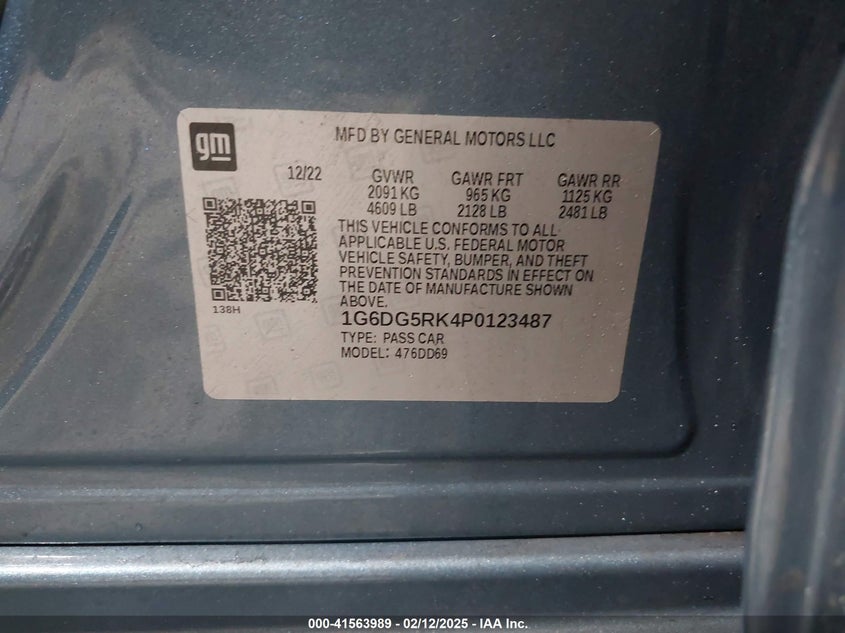 gm
MFD BY GENERAL MOTORS LLC
12/22 GVWR GAWR FRT GAWR RR
2091 KG 965 KG 1125 KG
4609 LB 2128 LB 2481 LB
THIS VEHICLE CONFORMS TO ALL
APPLICABLE U.S. FEDERAL MOTOR
VEHICLE SAFETY, BUMPER, AND THEFT
PREVENTION STANDARDS IN EFFECT ON
THE DATE OF MANUFACTURE SHOWN
ABOVE.
138H
1G6DG5RK4P0123487
TYPE: PASS CAR
MODEL: 476DD69
000-41563989 — 02/12/2025 — IAA Inc.